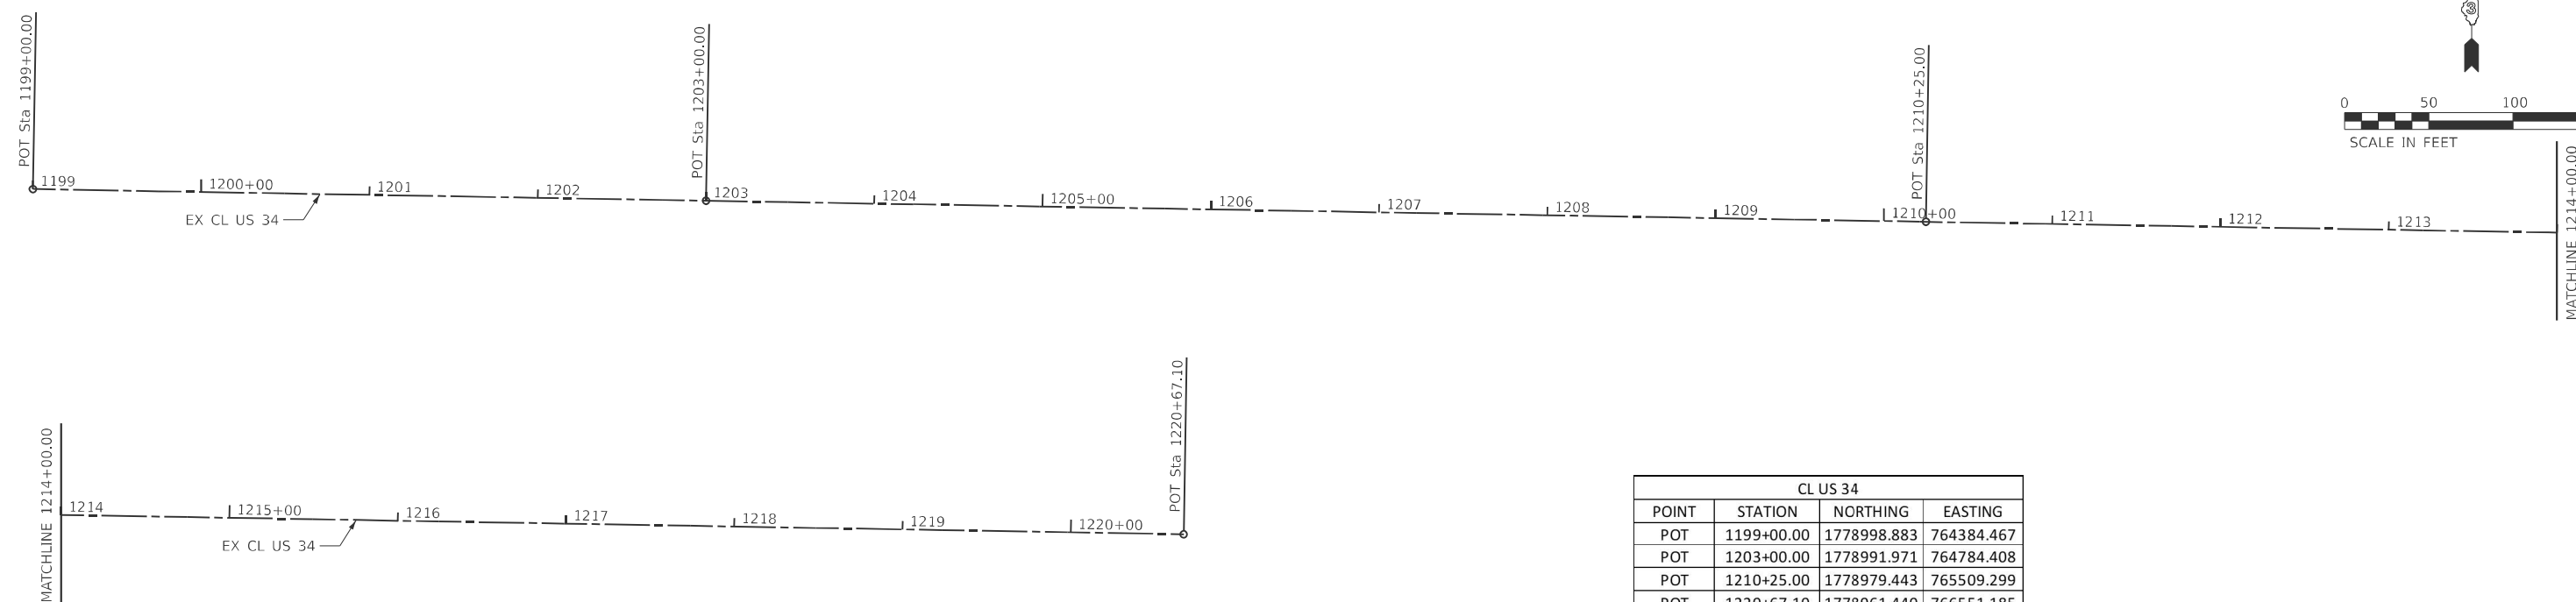 POT Sta 1199+00.00
POT Sta 1203+00.00
POT Sta 1210+25.00
3
0 50 100
SCALE IN FEET
1199 1200+00 1201 1202 1203 1204 1205+00 1206 1207 1208 1209 1210+00 1211 1212 1213
EX CL US 34
MATCHLINE 1214+00.00
POT Sta 1220+67.10
MATCHLINE 1214+00.00
1214 1215+00 1216 1217 1218 1219 1220+00
EX CL US 34
CL US 34
POINT STATION NORTHING EASTING
POT 1199+00.00 1778998.883 764384.467
POT 1203+00.00 1778991.971 764784.408
POT 1210+25.00 1778979.443 765509.299